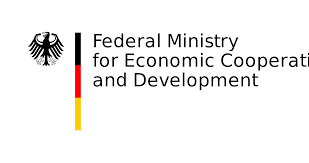 Federal Ministry
for Economic Cooperati
and Development